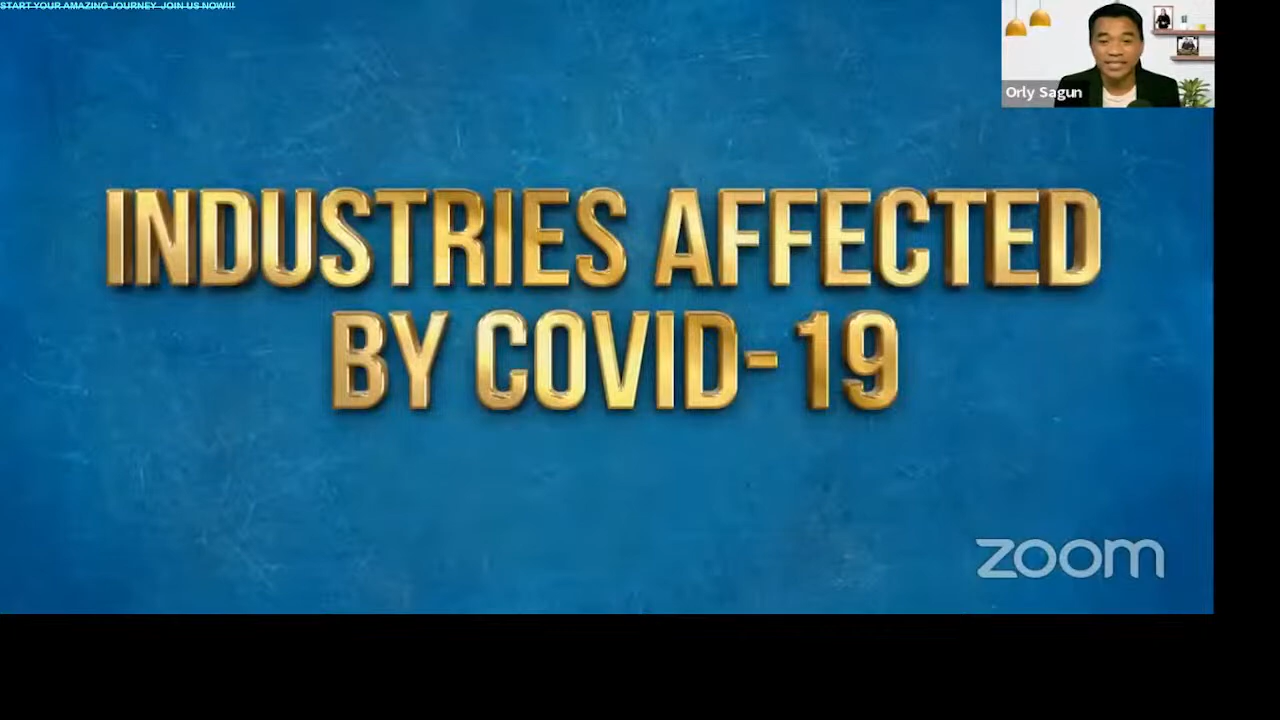 START YOUR AMAZING JOURNEY JOIN US NOW!!!
Orly Sagun
INDUSTRIES AFFECTED
BY COVID-19
zoom